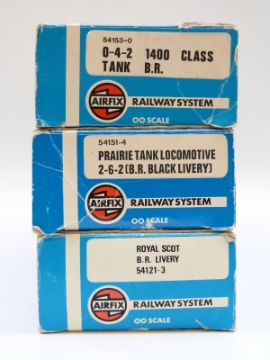 54153-0
0-4-2 1400 CLASS
TANK B.R.
AIRFIX RAILWAY SYSTEM
OO SCALE
54151-4
PRAIRIE TANK LOCOMOTIVE
2-6-2 (B.R. BLACK LIVERY)
AIRFIX RAILWAY SYSTEM
OO SCALE
ROYAL SCOT
B.R. LIVERY
54121-3
AIRFIX RAILWAY SYSTEM
OO SCALE